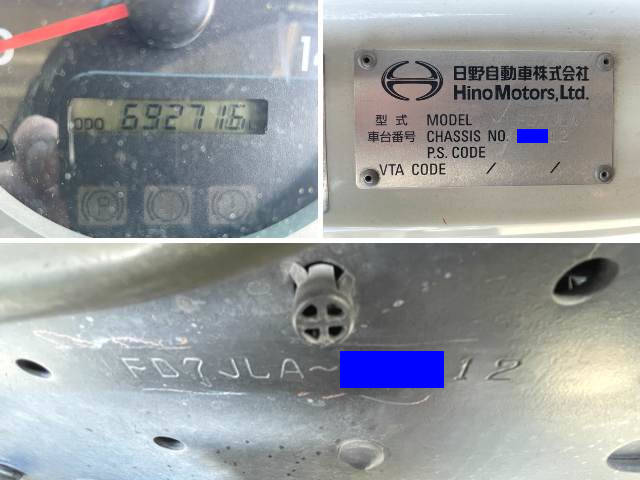 ODO 692716
日野自動車株式会社
Hino Motors, Ltd.
型式 MODEL
車台番号 CHASSIS NO.
P.S. CODE
VTA CODE / /
FD7JLA~ 12